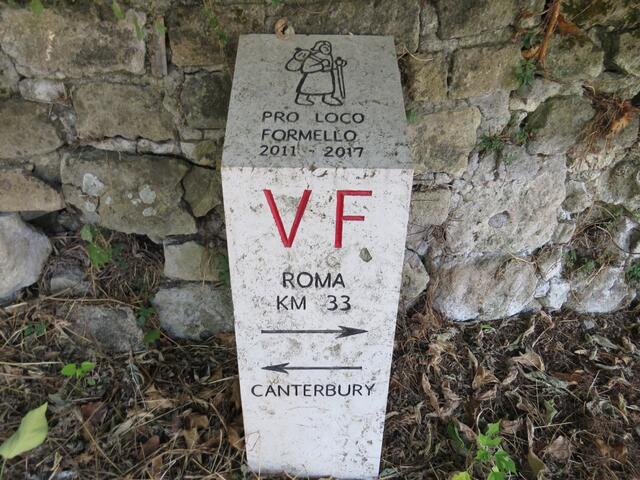 PRO LOCO
FORMELLO
2011 - 2017
VF
ROMA
KM 33
CANTERBURY